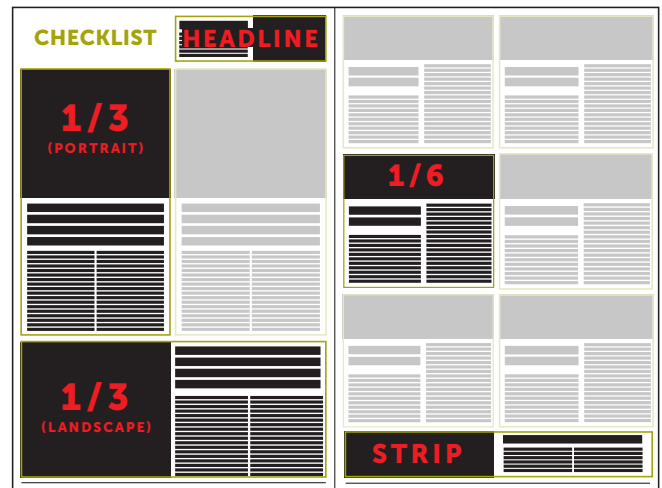 CHECKLIST
HEADLINE
1/3
(PORTRAIT)
1/3
(LANDSCAPE)
1/6
STRIP